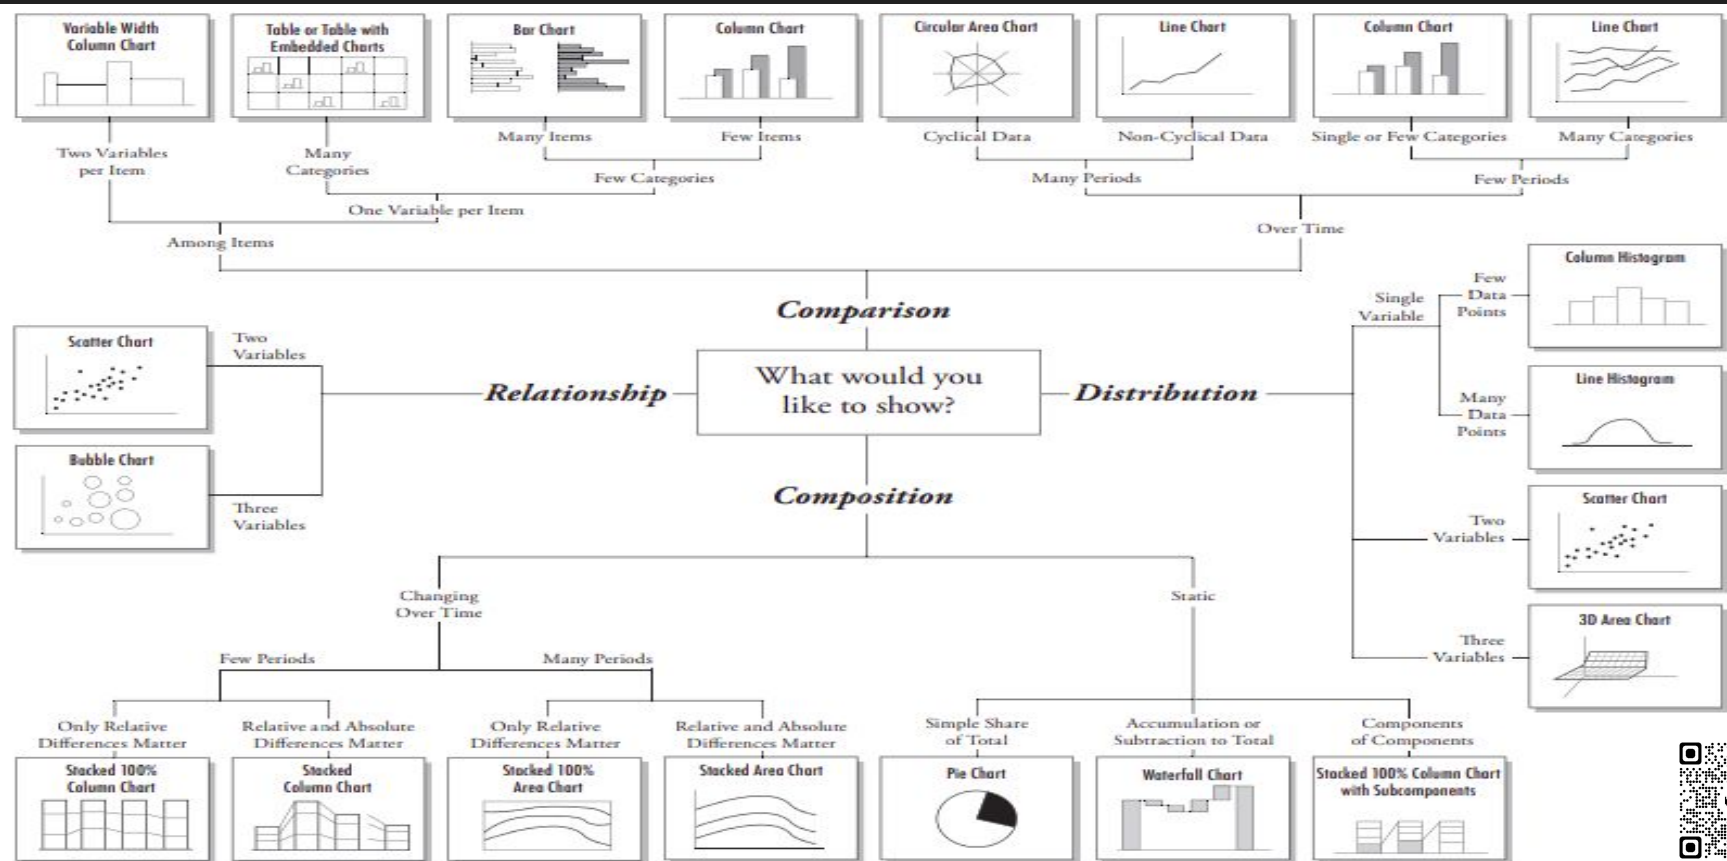 Variable Width
Column Chart
Table or Table with
Embedded Charts
Bar Chart
Column Chart
Circular Area Chart
Line Chart
Column Chart
Line Chart
Two Variables
per Item
Many
Categories
Many Items
Few Items
Cyclical Data
Non-Cyclical Data
Single or Few Categories
Many Categories
Few Categories
Many Periods
Few Periods
One Variable per Item
Among Items
Over Time
Comparison
What would you
like to show?
Relationship
Two
Variables
Scatter Chart
Three
Variables
Bubble Chart
Distribution
Single
Variable
Few
Data
Points
Column Histogram
Many
Data
Points
Line Histogram
Two
Variables
Scatter Chart
Three
Variables
3D Area Chart
Composition
Changing
Over Time
Static
Few Periods
Many Periods
Only Relative
Differences Matter
Relative and Absolute
Differences Matter
Only Relative
Differences Matter
Relative and Absolute
Differences Matter
Simple Share
of Total
Accumulation or
Subtraction to Total
Components
of Components
Stacked 100%
Column Chart
Stacked
Column Chart
Stacked 100%
Area Chart
Stacked Area Chart
Pie Chart
Waterfall Chart
Stacked 100% Column Chart
with Subcomponents